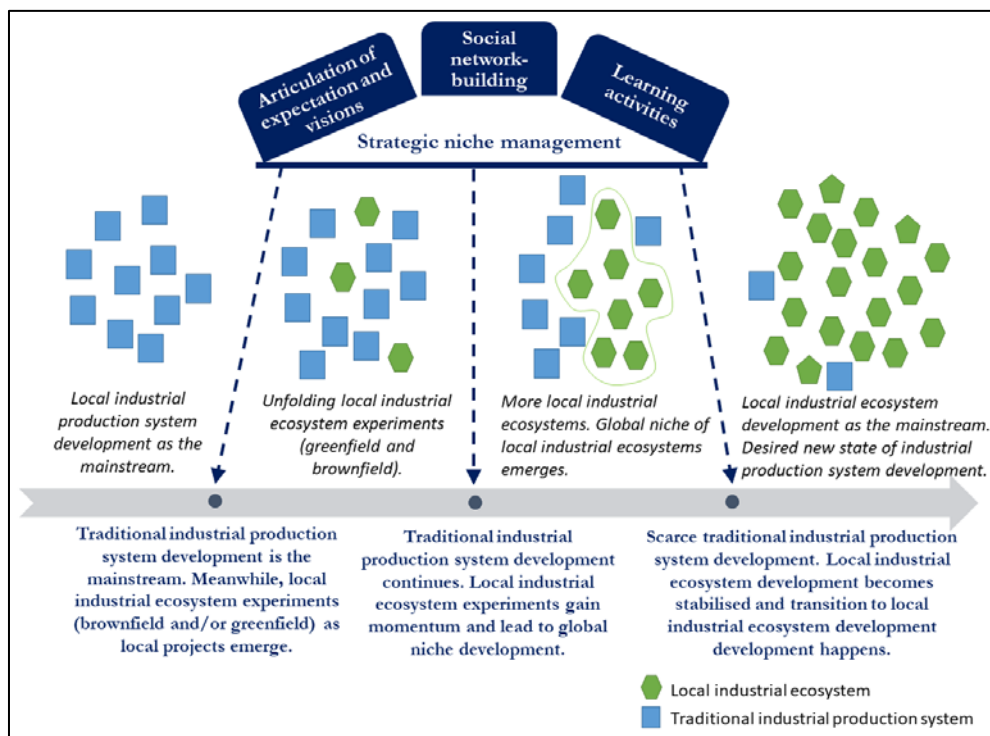 Articulation of
expectation and
visions
Social
network-
building
Learning
activities
Strategic niche management
Local industrial
production system
development as the
mainstream.
Unfolding local industrial
ecosystem experiments
(greenfield and
brownfield).
More local industrial
ecosystems. Global niche of
local industrial ecosystems
emerges.
Local industrial ecosystem
development as the mainstream.
Desired new state of industrial
production system development.
Traditional industrial production
system development is the
mainstream. Meanwhile, local
industrial ecosystem experiments
(brownfield and/or greenfield) as
local projects emerge.
Traditional industrial
production system development
continues. Local industrial
ecosystem experiments gain
momentum and lead to global
niche development.
Scarce traditional industrial production
system development. Local industrial
ecosystem development becomes
stabilised and transition to local
industrial ecosystem development
development happens.
Local industrial ecosystem
Traditional industrial production system